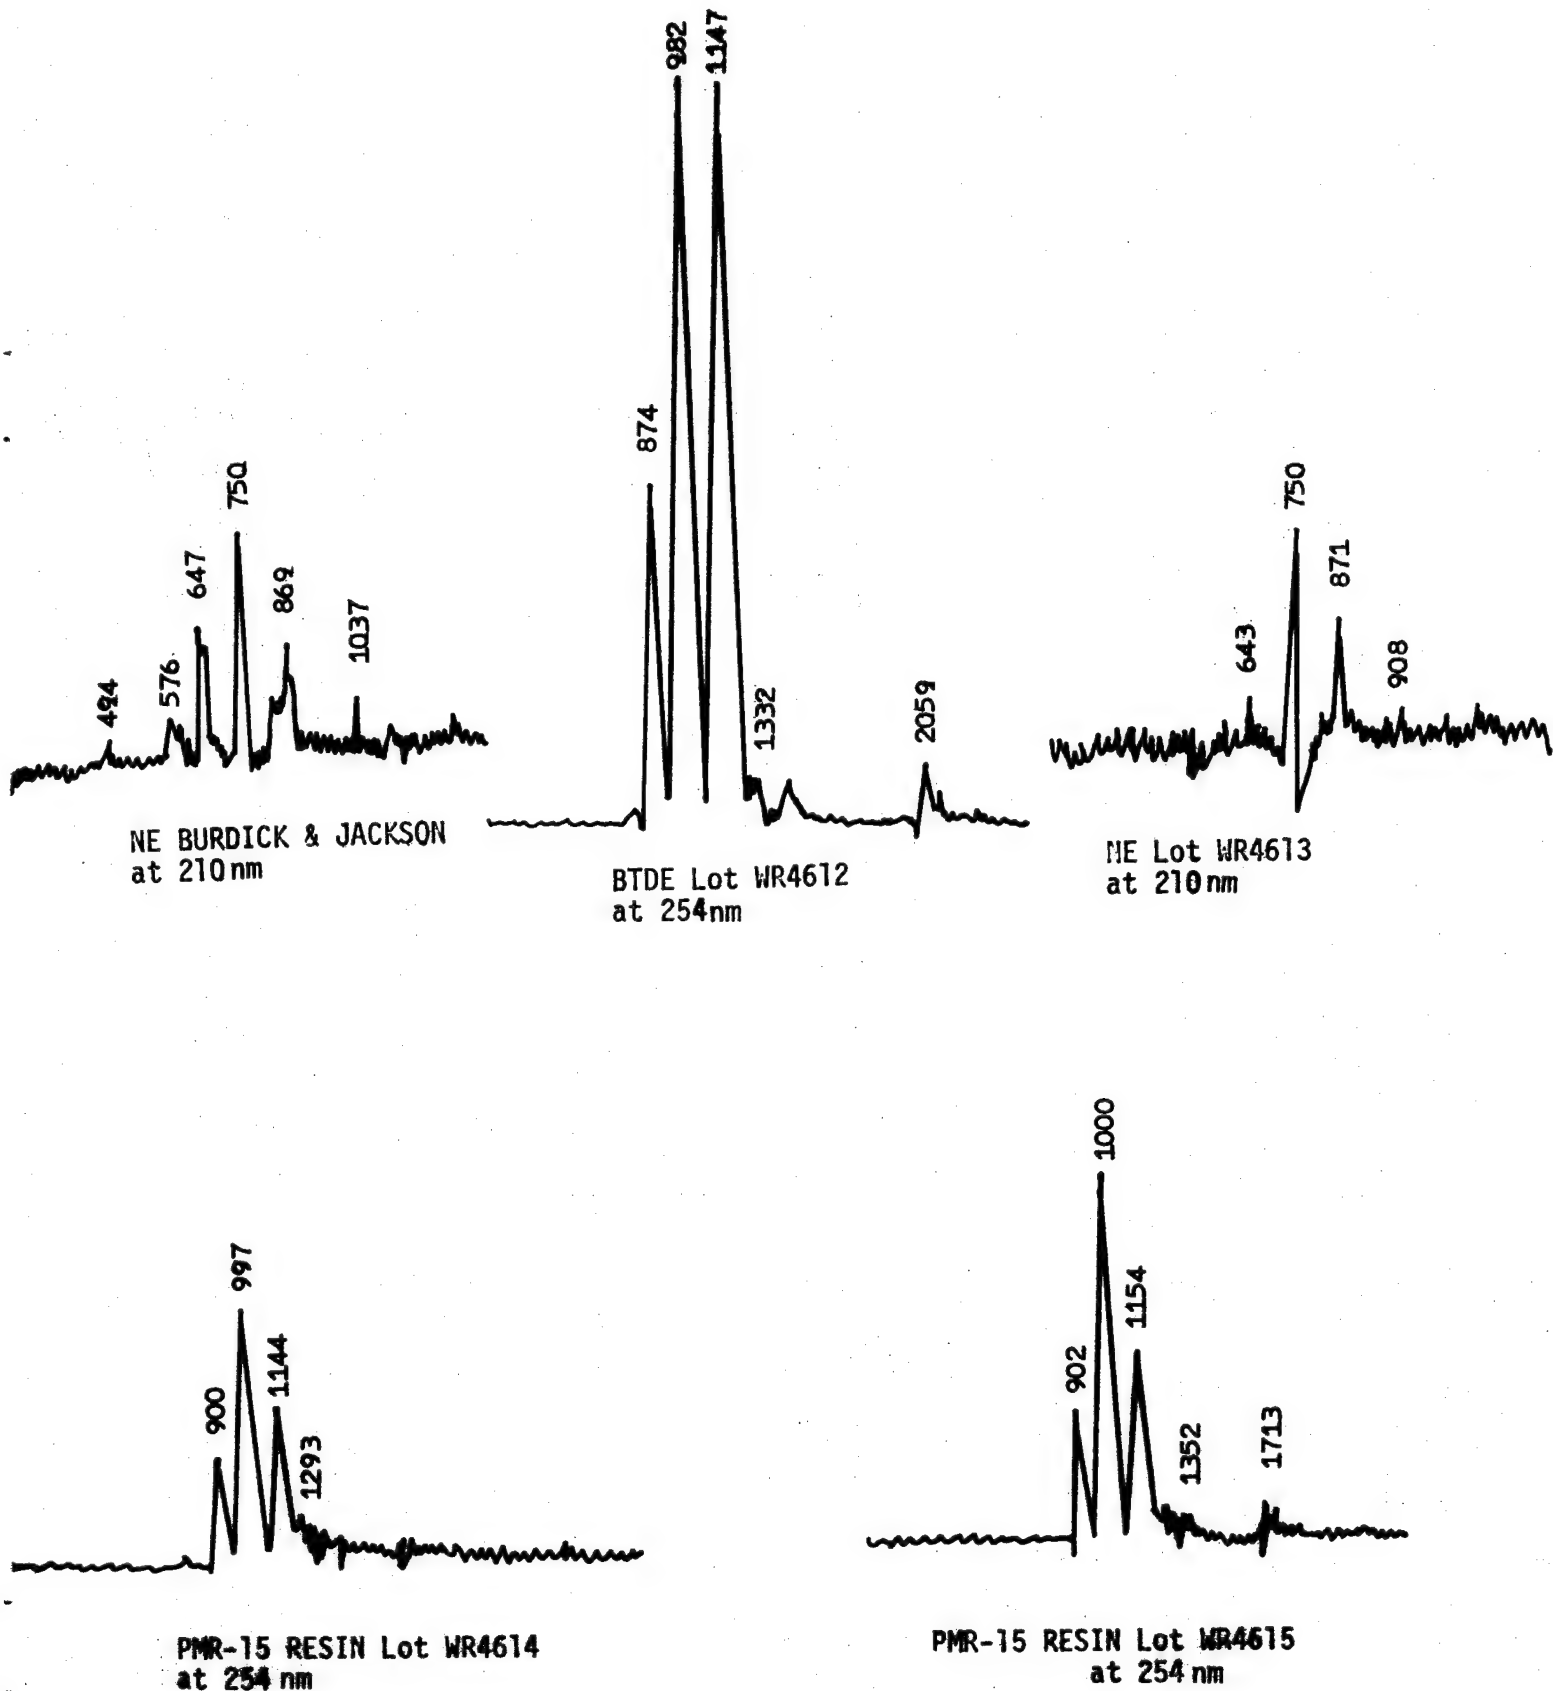 494
576
647
750
869
1037
NE BURDICK & JACKSON
at 210nm
874
982
1147
1332
2059
BTDE Lot WR4612
at 254nm
643
750
871
908
NE Lot WR4613
at 210nm
900
997
1144
1293
PMR-15 RESIN Lot WR4614
at 254 nm
902
1000
1154
1352
1713
PMR-15 RESIN Lot WR4615
at 254 nm